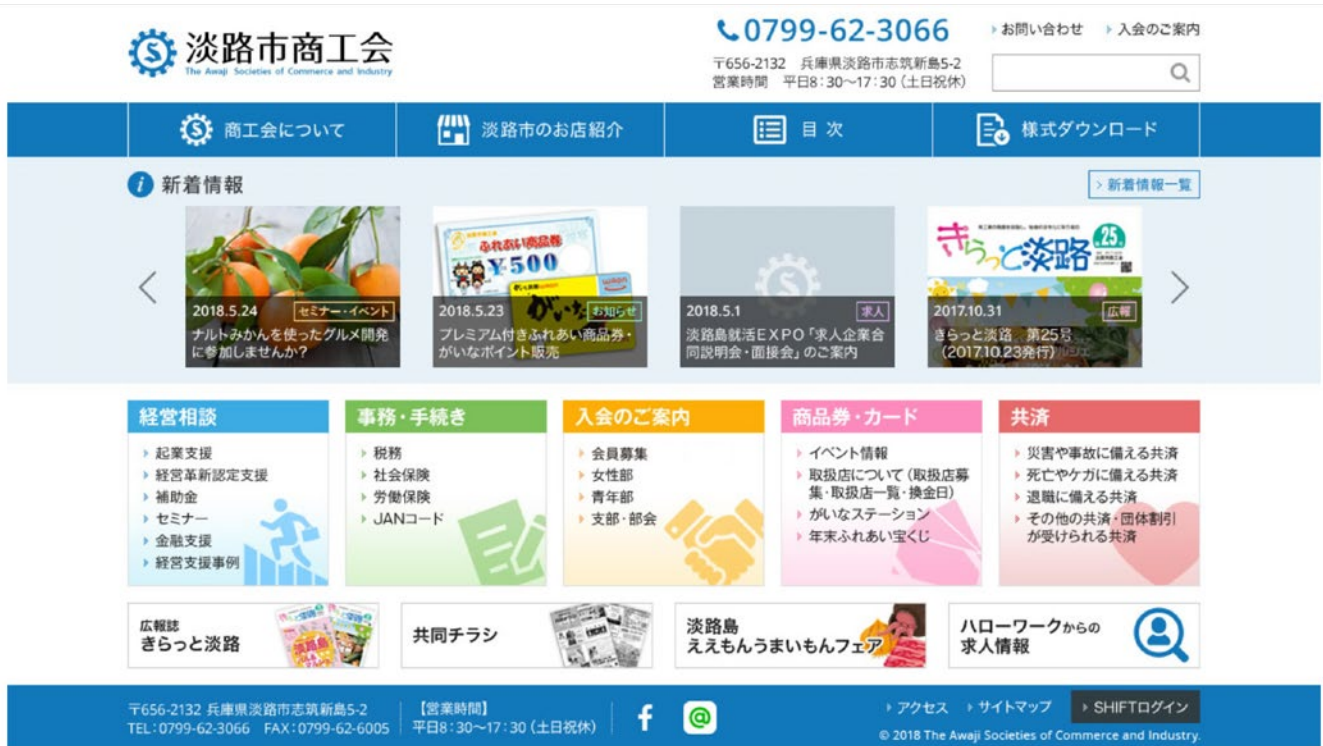 淡路市商工会
The Awaji Societies of Commerce and Industry
0799-62-3066
お問い合わせ
入会のご案内
〒656-2132 兵庫県淡路市志筑新島5-2
営業時間 平日8:30〜17:30(土日祝休)
商工会について
淡路市のお店紹介
目次
様式ダウンロード
新着情報
新着情報一覧
ふれあい商品券
¥500
きらっと淡路
第25号
2018.5.24 セミナー・イベント
ナルトみかんを使ったグルメ開発
に参加しませんか?
2018.5.23 お知らせ
プレミアム付きふれあい商品券・
がいなポイント販売
2018.5.1 求人
淡路島就活EXPO「求人企業合
同説明会・面接会」のご案内
2017.10.31 広報
きらっと淡路 第25号
(2017.10.23発行)
経営相談
起業支援
経営革新認定支援
補助金
セミナー
金融支援
経営支援事例
事務・手続き
税務
社会保険
労働保険
JANコード
入会のご案内
会員募集
女性部
青年部
支部・部会
商品券・カード
イベント情報
取扱店について(取扱店募
集・取扱店一覧・換金日)
がいなステーション
年末ふれあい宝くじ
共済
災害や事故に備える共済
死亡やケガに備える共済
退職に備える共済
その他の共済・団体割引
が受けられる共済
広報誌
きらっと淡路
共同チラシ
淡路島
ええもんうまいもんフェア
ハローワークからの
求人情報
〒656-2132 兵庫県淡路市志筑新島5-2
TEL:0799-62-3066 FAX:0799-62-6005
【営業時間】
平日8:30〜17:30(土日祝休)
アクセス
サイトマップ
SHIFTログイン
© 2018 The Awaji Societies of Commerce and Industry.